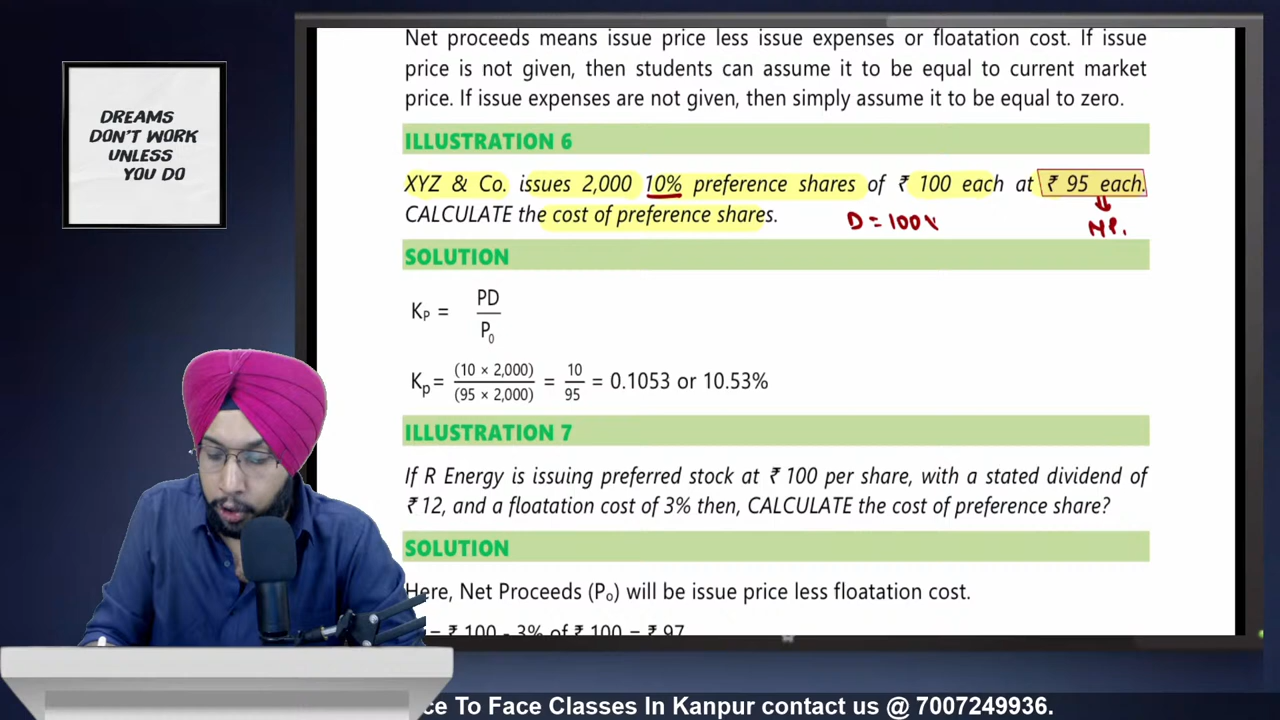 DREAMS
DON'T WORK
UNLESS
YOU DO
Net proceeds means issue price less issue expenses or floatation cost. If issue
price is not given, then students can assume it to be equal to current market
price. If issue expenses are not given, then simply assume it to be equal to zero.
ILLUSTRATION 6
XYZ & Co. issues 2,000 10% preference shares of ₹ 100 each at ₹ 95 each.
CALCULATE the cost of preference shares.
D = 100
NP.
SOLUTION
Kₚ = PD / P₀
Kₚ = (10 × 2,000) / (95 × 2,000) = 10 / 95 = 0.1053 or 10.53%
ILLUSTRATION 7
If R Energy is issuing preferred stock at ₹ 100 per share, with a stated dividend of
₹ 12, and a floatation cost of 3% then, CALCULATE the cost of preference share?
SOLUTION
Here, Net Proceeds (P₀) will be issue price less floatation cost.
= ₹ 100 - 3% of ₹ 100 = ₹ 97
ce To Face Classes In Kanpur contact us @ 7007249936.